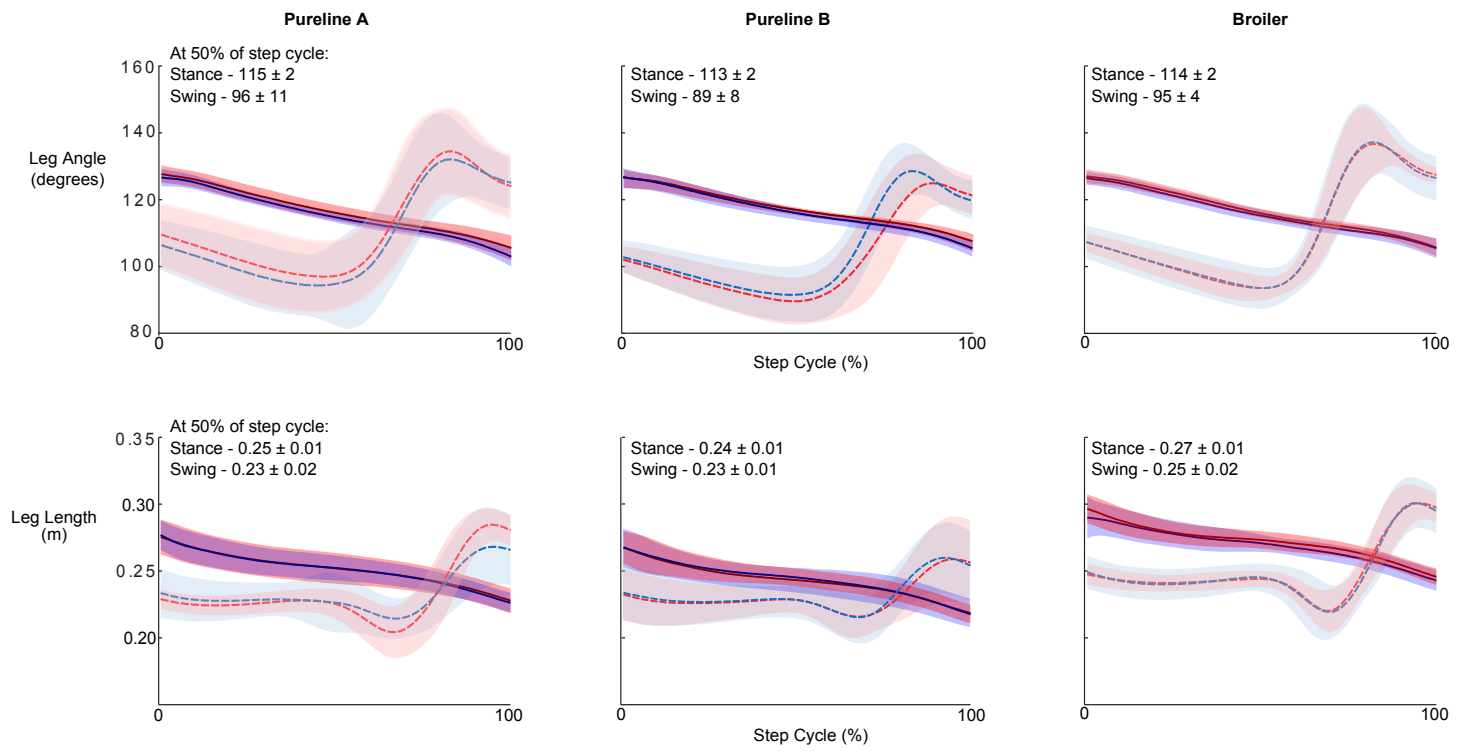 Pureline A
Pureline B
Broiler
At 50% of step cycle:
Stance - 115 ± 2
Swing - 96 ± 11
Stance - 113 ± 2
Swing - 89 ± 8
Stance - 114 ± 2
Swing - 95 ± 4
Leg Angle
(degrees)
160
140
120
100
80
0
100
0
100
0
100
Step Cycle (%)
At 50% of step cycle:
Stance - 0.25 ± 0.01
Swing - 0.23 ± 0.02
Stance - 0.24 ± 0.01
Swing - 0.23 ± 0.01
Stance - 0.27 ± 0.01
Swing - 0.25 ± 0.02
Leg Length
(m)
0.35
0.30
0.25
0.20
0
100
0
100
0
100
Step Cycle (%)